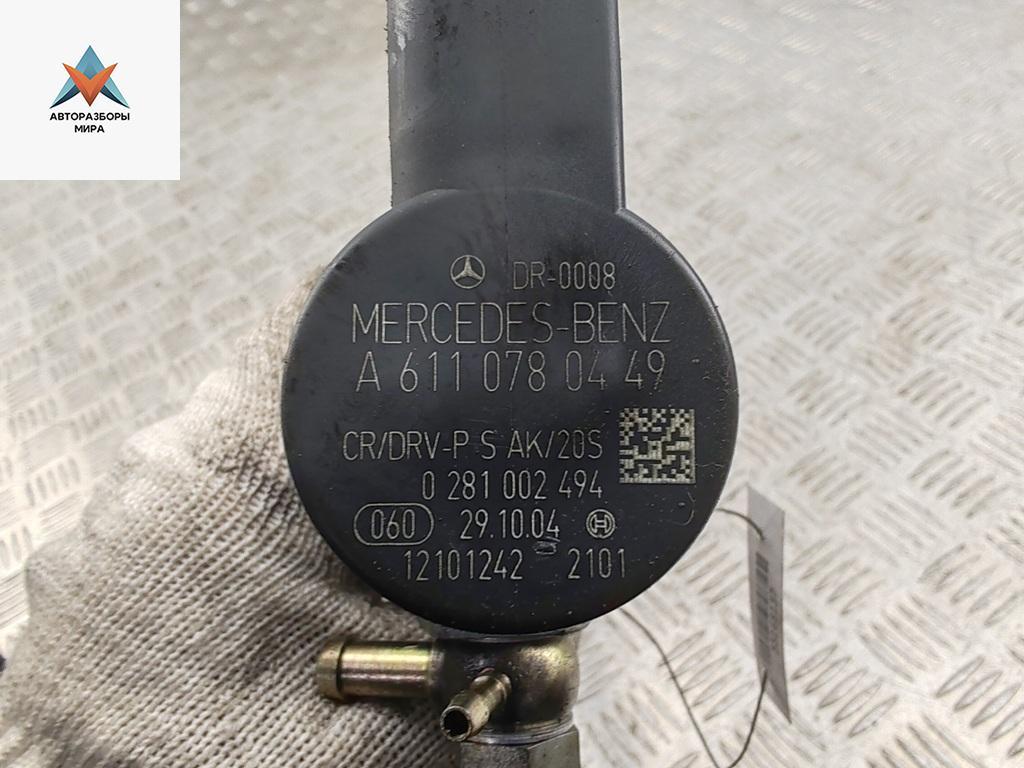 АВТОРАЗБОРЫ
МИРА
DR-0008
MERCEDES-BENZ
A 611 078 04 49
CR/DRV-P S AK/20S
0 281 002 494
060 29.10.04
12101242 2101